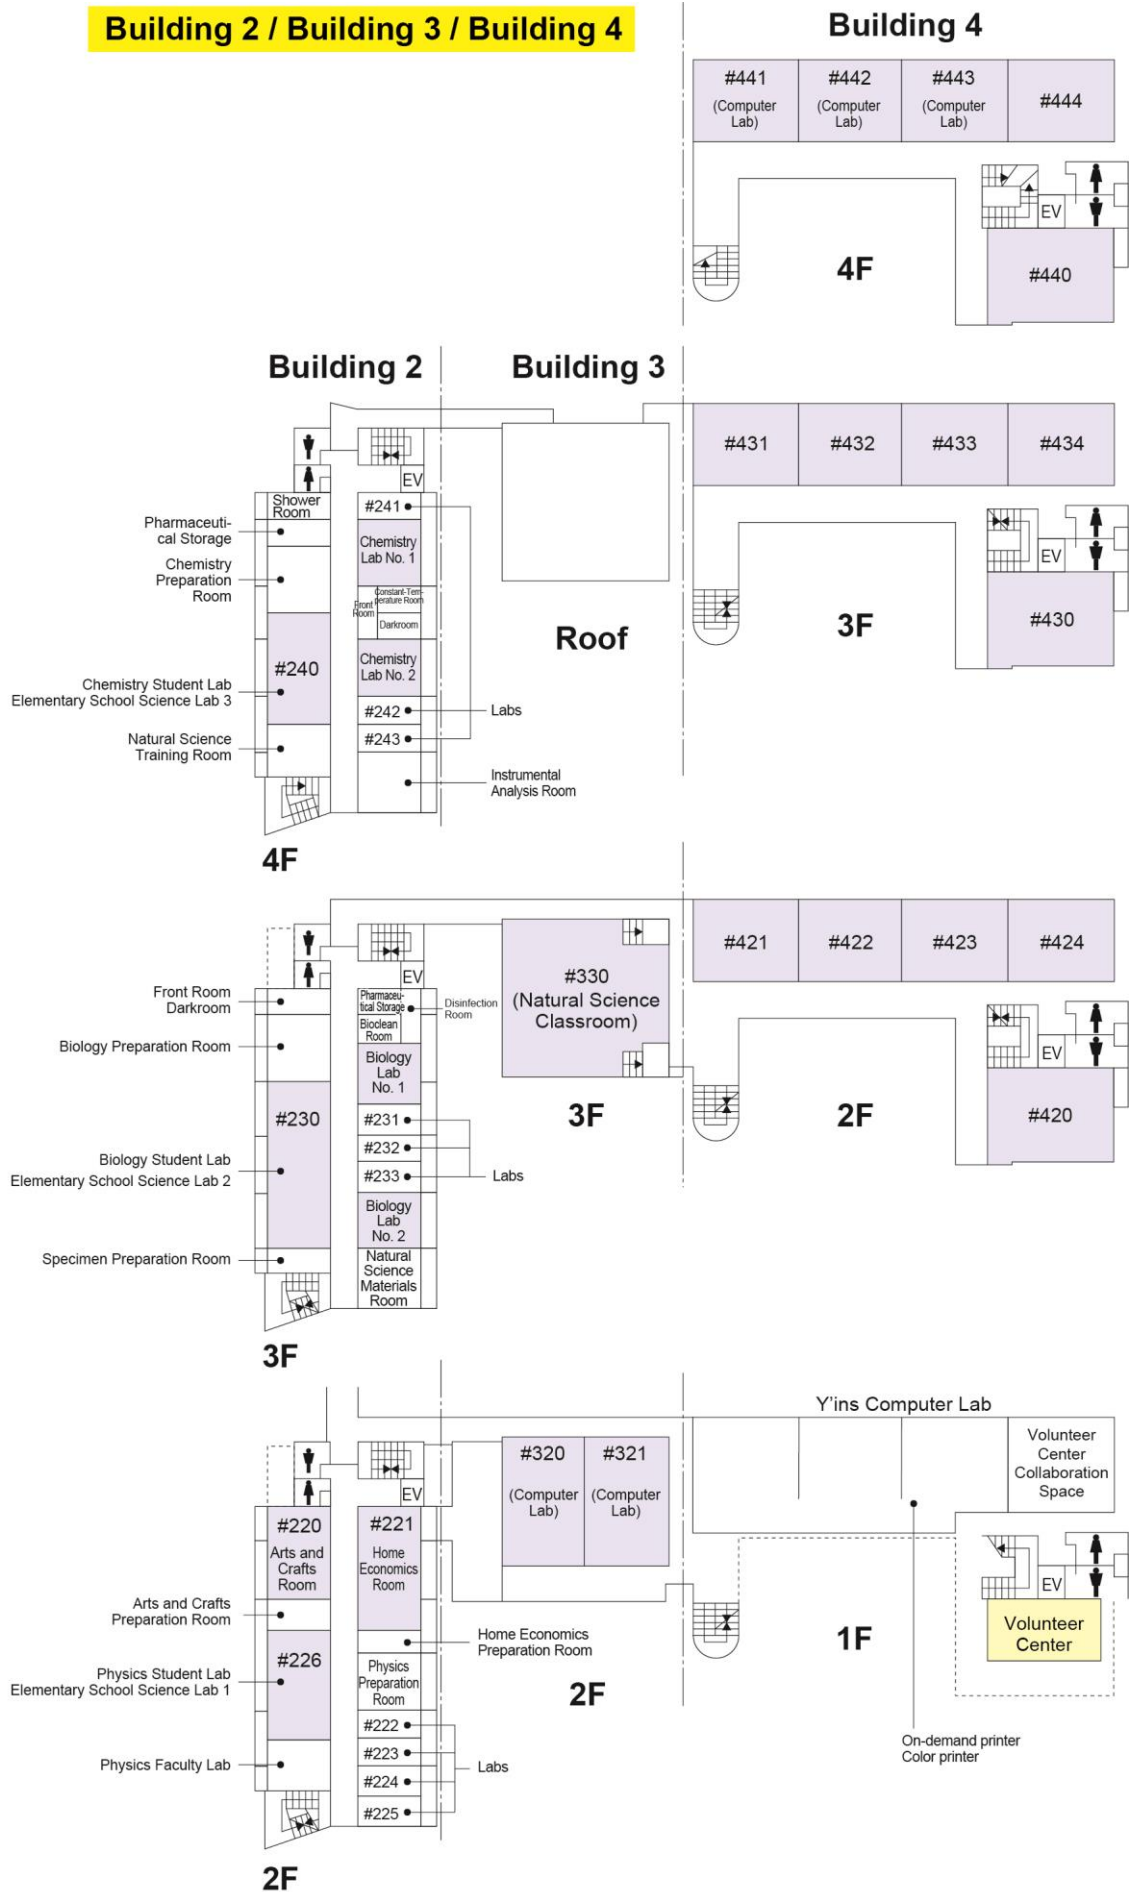 Building 2 / Building 3 / Building 4
Building 4
#441
(Computer
Lab)
#442
(Computer
Lab)
#443
(Computer
Lab)
#444
EV
#440
4F
Building 2
Building 3
EV
Shower
Room
#241
Pharmaceuti-
cal Storage
Chemistry
Lab No. 1
Chemistry
Preparation
Room
Front
Room
Constant-Tem-
perature Room
Darkroom
#240
Chemistry
Lab No. 2
Chemistry Student Lab
Elementary School Science Lab 3
#242
Labs
#243
Natural Science
Training Room
Instrumental
Analysis Room
4F
Roof
#431
#432
#433
#434
EV
#430
3F
EV
Front Room
Darkroom
Pharmaceu-
tical Storage
Disinfection
Room
Bioclean
Room
Biology Preparation Room
Biology
Lab
No. 1
#230
#231
#232
#233
Labs
Biology Student Lab
Elementary School Science Lab 2
Biology
Lab
No. 2
Specimen Preparation Room
Natural
Science
Materials
Room
3F
#330
(Natural Science
Classroom)
3F
#421
#422
#423
#424
EV
#420
2F
EV
#220
Arts and
Crafts
Room
#221
Home
Economics
Room
Arts and Crafts
Preparation Room
Home Economics
Preparation Room
#226
Physics Student Lab
Elementary School Science Lab 1
Physics
Preparation
Room
#222
#223
Labs
#224
#225
Physics Faculty Lab
2F
#320
(Computer
Lab)
#321
(Computer
Lab)
2F
Y'ins Computer Lab
Volunteer
Center
Collaboration
Space
EV
Volunteer
Center
1F
On-demand printer
Color printer